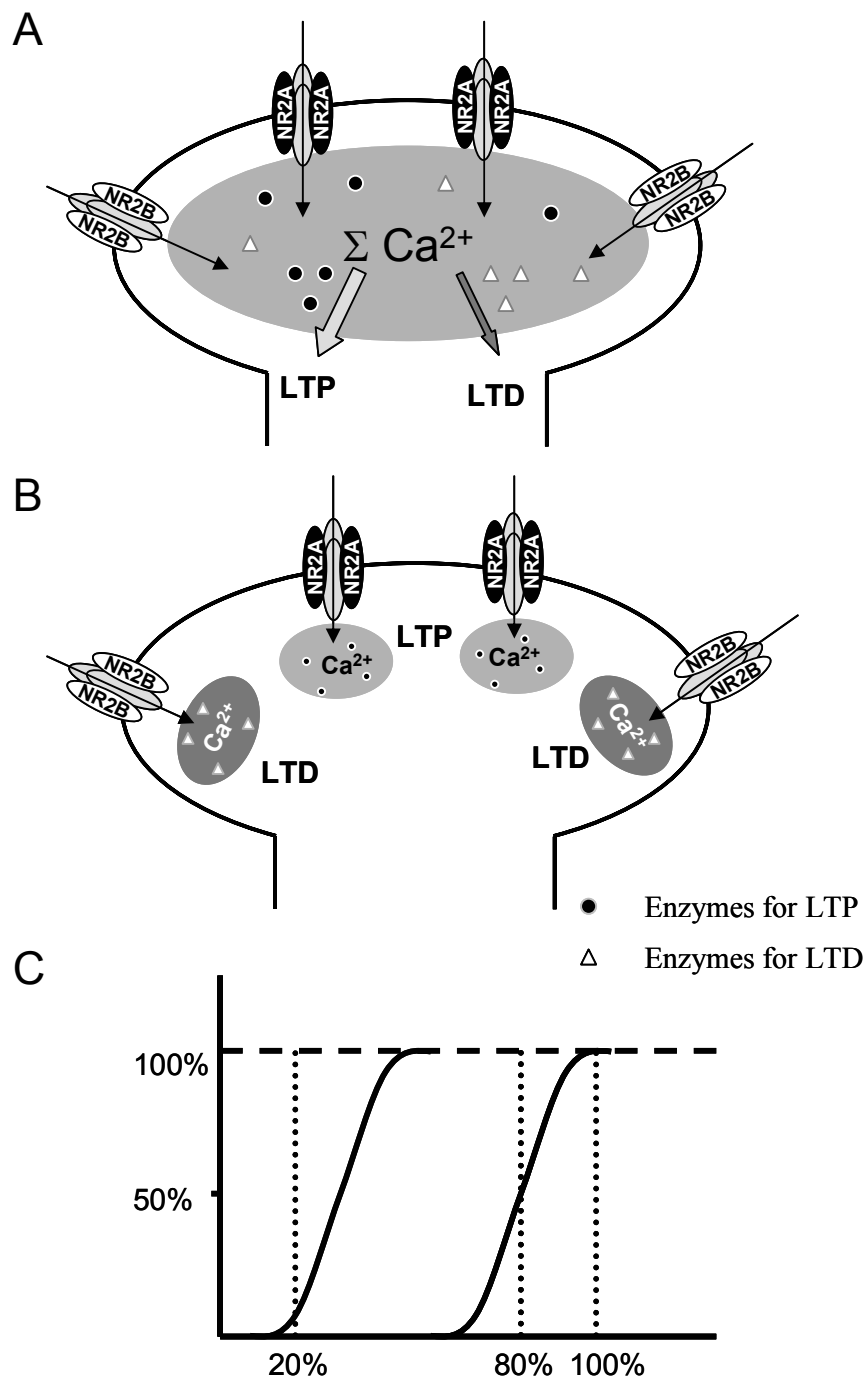 A
NR2A NR2A NR2A NR2A
NR2B NR2B
NR2B NR2B
Σ Ca²⁺
LTP LTD
B
NR2A NR2A NR2A NR2A
LTP
Ca²⁺ Ca²⁺
NR2B NR2B
NR2B NR2B
Ca²⁺ Ca²⁺
LTD LTD
Enzymes for LTP
Enzymes for LTD
C
100%
50%
20% 80% 100%